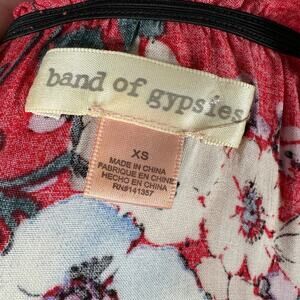 band of gypsies
XS
MADE IN CHINA
FABRIQUE EN CHINE
HECHO EN CHINA
RN#141357